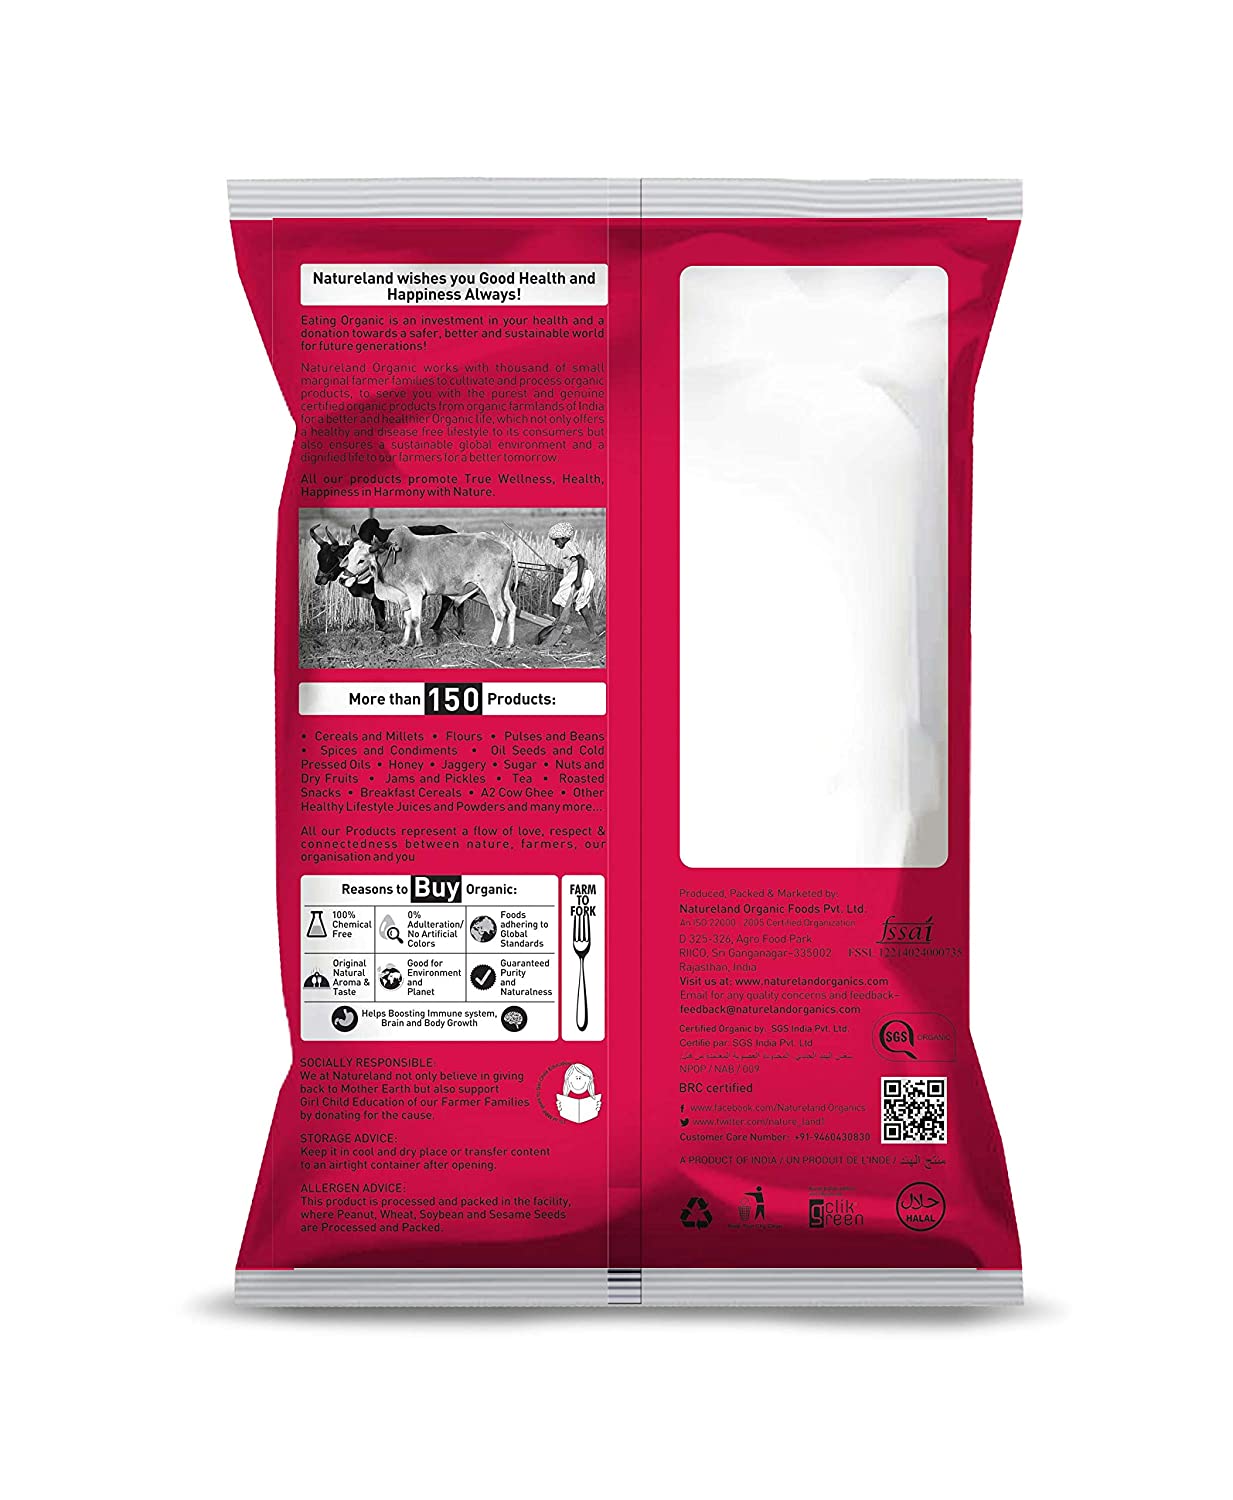 Natureland wishes you Good Health and
Happiness Always!
Eating Organic is an investment in your health and a
donation towards a safer, better and sustainable world
for future generations!
Natureland Organic works with thousand of small
marginal farmer families to cultivate and process organic
products, to serve you with the purest and genuine
certified organic products from organic farmlands of India
for a better and healthier Organic life, which not only offers
a healthy and disease free lifestyle to its consumers but
also ensures a sustainable global environment and a
dignified life to our farmers for a better tomorrow
All our products promote True Wellness, Health,
Happiness in Harmony with Nature.
More than 150 Products:
• Cereals and Millets • Flours • Pulses and Beans
• Spices and Condiments • Oil Seeds and Cold
Pressed Oils • Honey • Jaggery • Sugar • Nuts and
Dry Fruits • Jams and Pickles • Tea • Roasted
Snacks • Breakfast Cereals • A2 Cow Ghee • Other
Healthy Lifestyle Juices and Powders and many more...
All our Products represent a flow of love, respect &
connectedness between nature, farmers, our
organisation and you
Reasons to Buy Organic:
100%
Chemical
Free
0%
Adulteration/
No Artificial
Colors
Foods
adhering to
Global
Standards
Original
Natural
Aroma &
Taste
Good for
Environment
and
Planet
Guaranteed
Purity
and
Naturalness
Helps Boosting Immune system,
Brain and Body Growth
FARM
TO
FORK
SOCIALLY RESPONSIBLE:
We at Natureland not only believe in giving
back to Mother Earth but also support
Girl Child Education of our Farmer Families
by donating for the cause.
STORAGE ADVICE:
Keep it in cool and dry place or transfer content
to an airtight container after opening.
ALLERGEN ADVICE:
This product is processed and packed in the facility,
where Peanut, Wheat, Soybean and Sesame Seeds
are Processed and Packed.
Produced, Packed & Marketed by:
Natureland Organic Foods Pvt. Ltd.
An ISO 22000 : 2005 Certified Organization
D 325-326, Agro Food Park,
RIICO, Sri Ganganagar-335002
Rajasthan, India
fssai
FSSL 12214024000735
Visit us at; www.naturelandorganics.com
Email for any quality concerns and feedback-
feedback@naturelandorganics.com
Certified Organic by: SGS India Pvt. Ltd.
Certifie par: SGS India Pvt. Ltd
NPOP / NAB / 009
SGS ORGANIC
BRC certified
www.facebook.com/Natureland Organics
www.twitter.com/nature_land1
Customer Care Number: +91-9460430830
A PRODUCT OF INDIA / UN PRODUIT DE L'INDE / منتج الهند
clik
green
حلال
HALAL